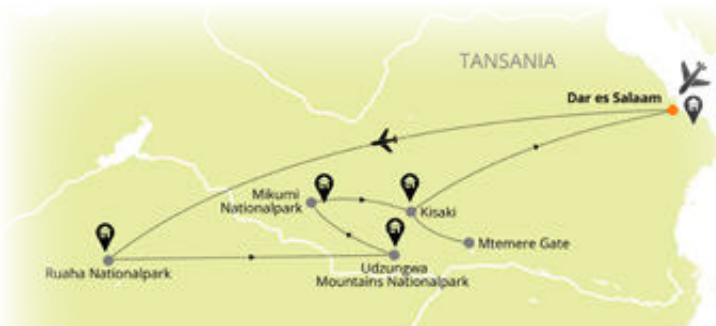 TANSANIA
Dar es Salaam
Mikumi
Nationalpark
Kisaki
Mtemere Gate
Ruaha Nationalpark
Udzungwa
Mountains Nationalpark